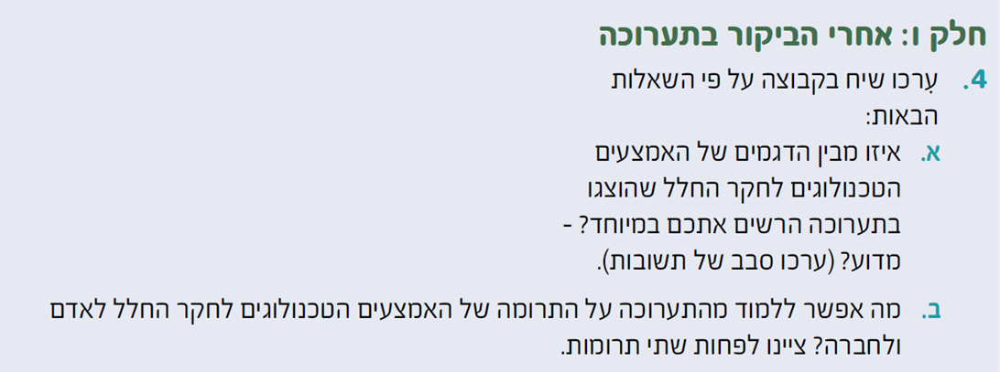 חלק ו: אחרי הביקור בתערוכה
4. עִרכו שיח בקבוצה על פי השאלות
הבאות:
א. איזו מבין הדגמים של האמצעים
הטכנולוגים לחקר החלל שהוצגו
בתערוכה הרשים אתכם במיוחד? -
מדוע? (ערכו סבב של תשובות).
ב. מה אפשר ללמוד מהתערוכה על התרומה של האמצעים הטכנולוגים לחקר החלל לאדם
ולחברה? ציינו לפחות שתי תרומות.